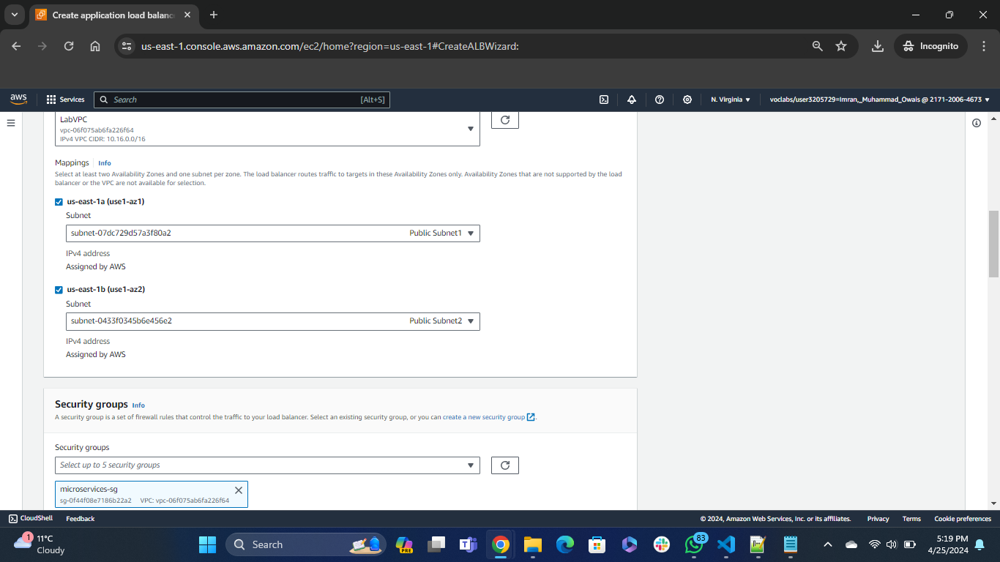 Create application load balanc
us-east-1.console.aws.amazon.com/ec2/home?region=us-east-1#CreateALBWizard:
Incognito
aws
Services
Search
[Alt+S]
N. Virginia
voclabs/user3205729=Imran,_Muhammad_Owais @ 2171-2006-4673
LabVPC
vpc-06f075ab6fa226f64
IPv4 VPC CIDR: 10.16.0.0/16
Mappings
Info
Select at least two Availability Zones and one subnet per zone. The load balancer routes traffic to targets in these Availability Zones only. Availability Zones that are not supported by the load
balancer or the VPC are not available for selection.
us-east-1a (use1-az1)
Subnet
subnet-07dc729d57a3f80a2
Public Subnet1
IPv4 address
Assigned by AWS
us-east-1b (use1-az2)
Subnet
subnet-0433f0345b6e456e2
Public Subnet2
IPv4 address
Assigned by AWS
Security groups
Info
A security group is a set of firewall rules that control the traffic to your load balancer. Select an existing security group, or you can create a new security group.
Security groups
Select up to 5 security groups
microservices-sg
sg-0f44f08e7186b22a2 VPC: vpc-06f075ab6fa226f64
CloudShell
Feedback
© 2024, Amazon Web Services, Inc. or its affiliates.
Privacy
Terms
Cookie preferences
1
11°C
Cloudy
Search
PRE
83
5:19 PM
4/25/2024